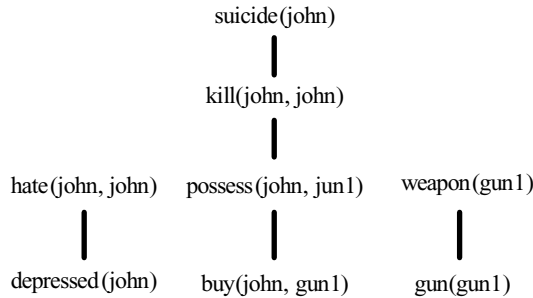 suicide(john)
kill(john, john)
hate(john, john) possess(john, jun1) weapon(gun1)
depressed(john) buy(john, gun1) gun(gun1)